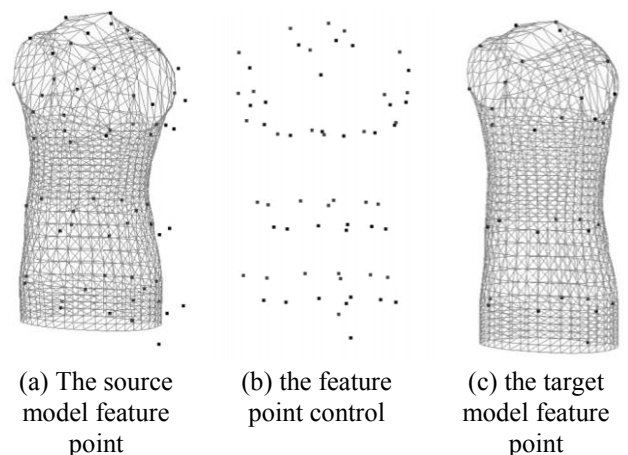 (a) The source
model feature
point
(b) the feature
point control
(c) the target
model feature
point